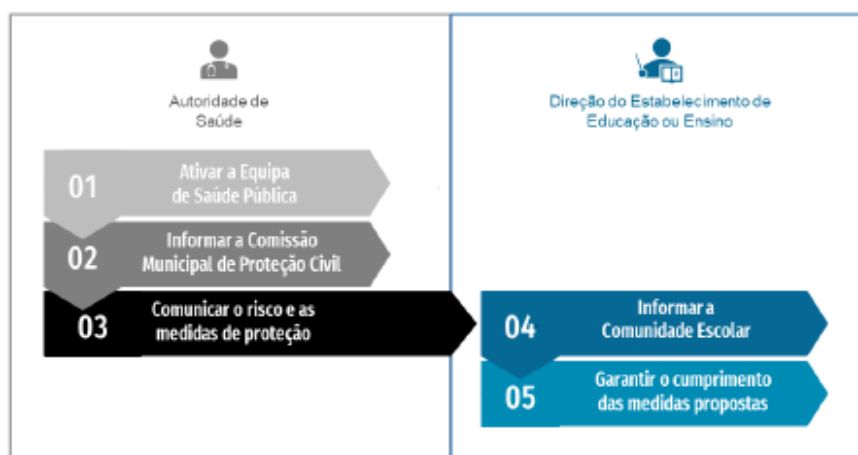 Autoridade de
Saúde
Direção do Estabelecimento de
Educação ou Ensino
01
Ativar a Equipa
de Saúde Pública
02
Informar a Comissão
Municipal de Proteção Civil
03
Comunicar o risco e as
medidas de proteção
04
Informar a
Comunidade Escolar
05
Garantir o cumprimento
das medidas propostas